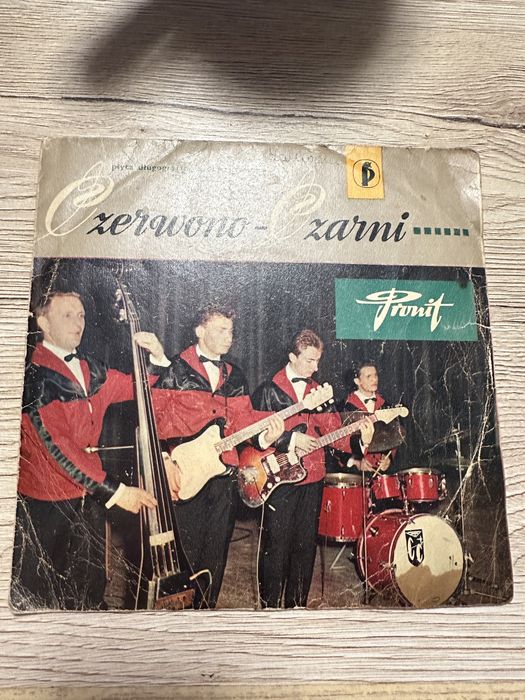 płyta długogrająca
Czerwono-Czarni
Pronit